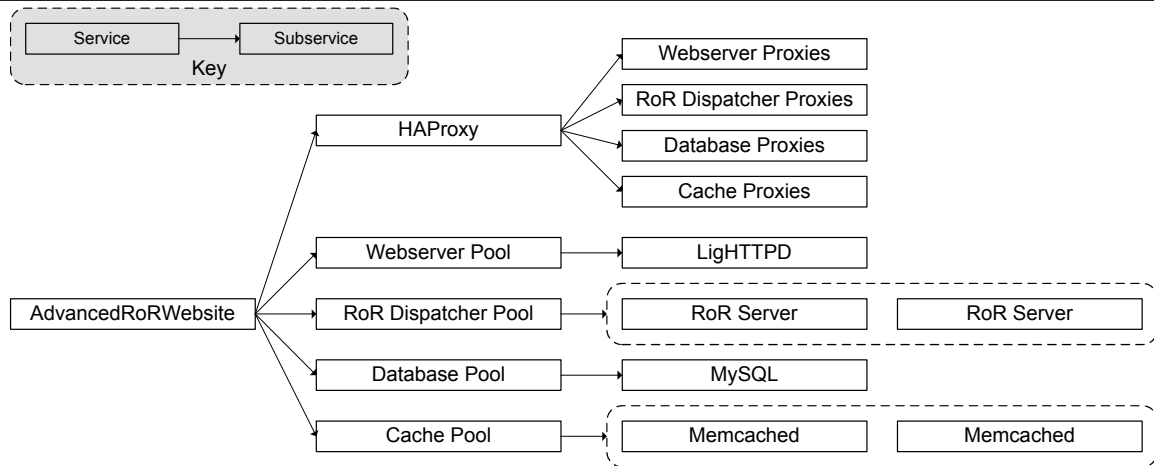 Service
Subservice
Key
Webserver Proxies
RoR Dispatcher Proxies
HAProxy
Database Proxies
Cache Proxies
Webserver Pool
LigHTTPD
AdvancedRoRWebsite
RoR Dispatcher Pool
RoR Server
RoR Server
Database Pool
MySQL
Cache Pool
Memcached
Memcached